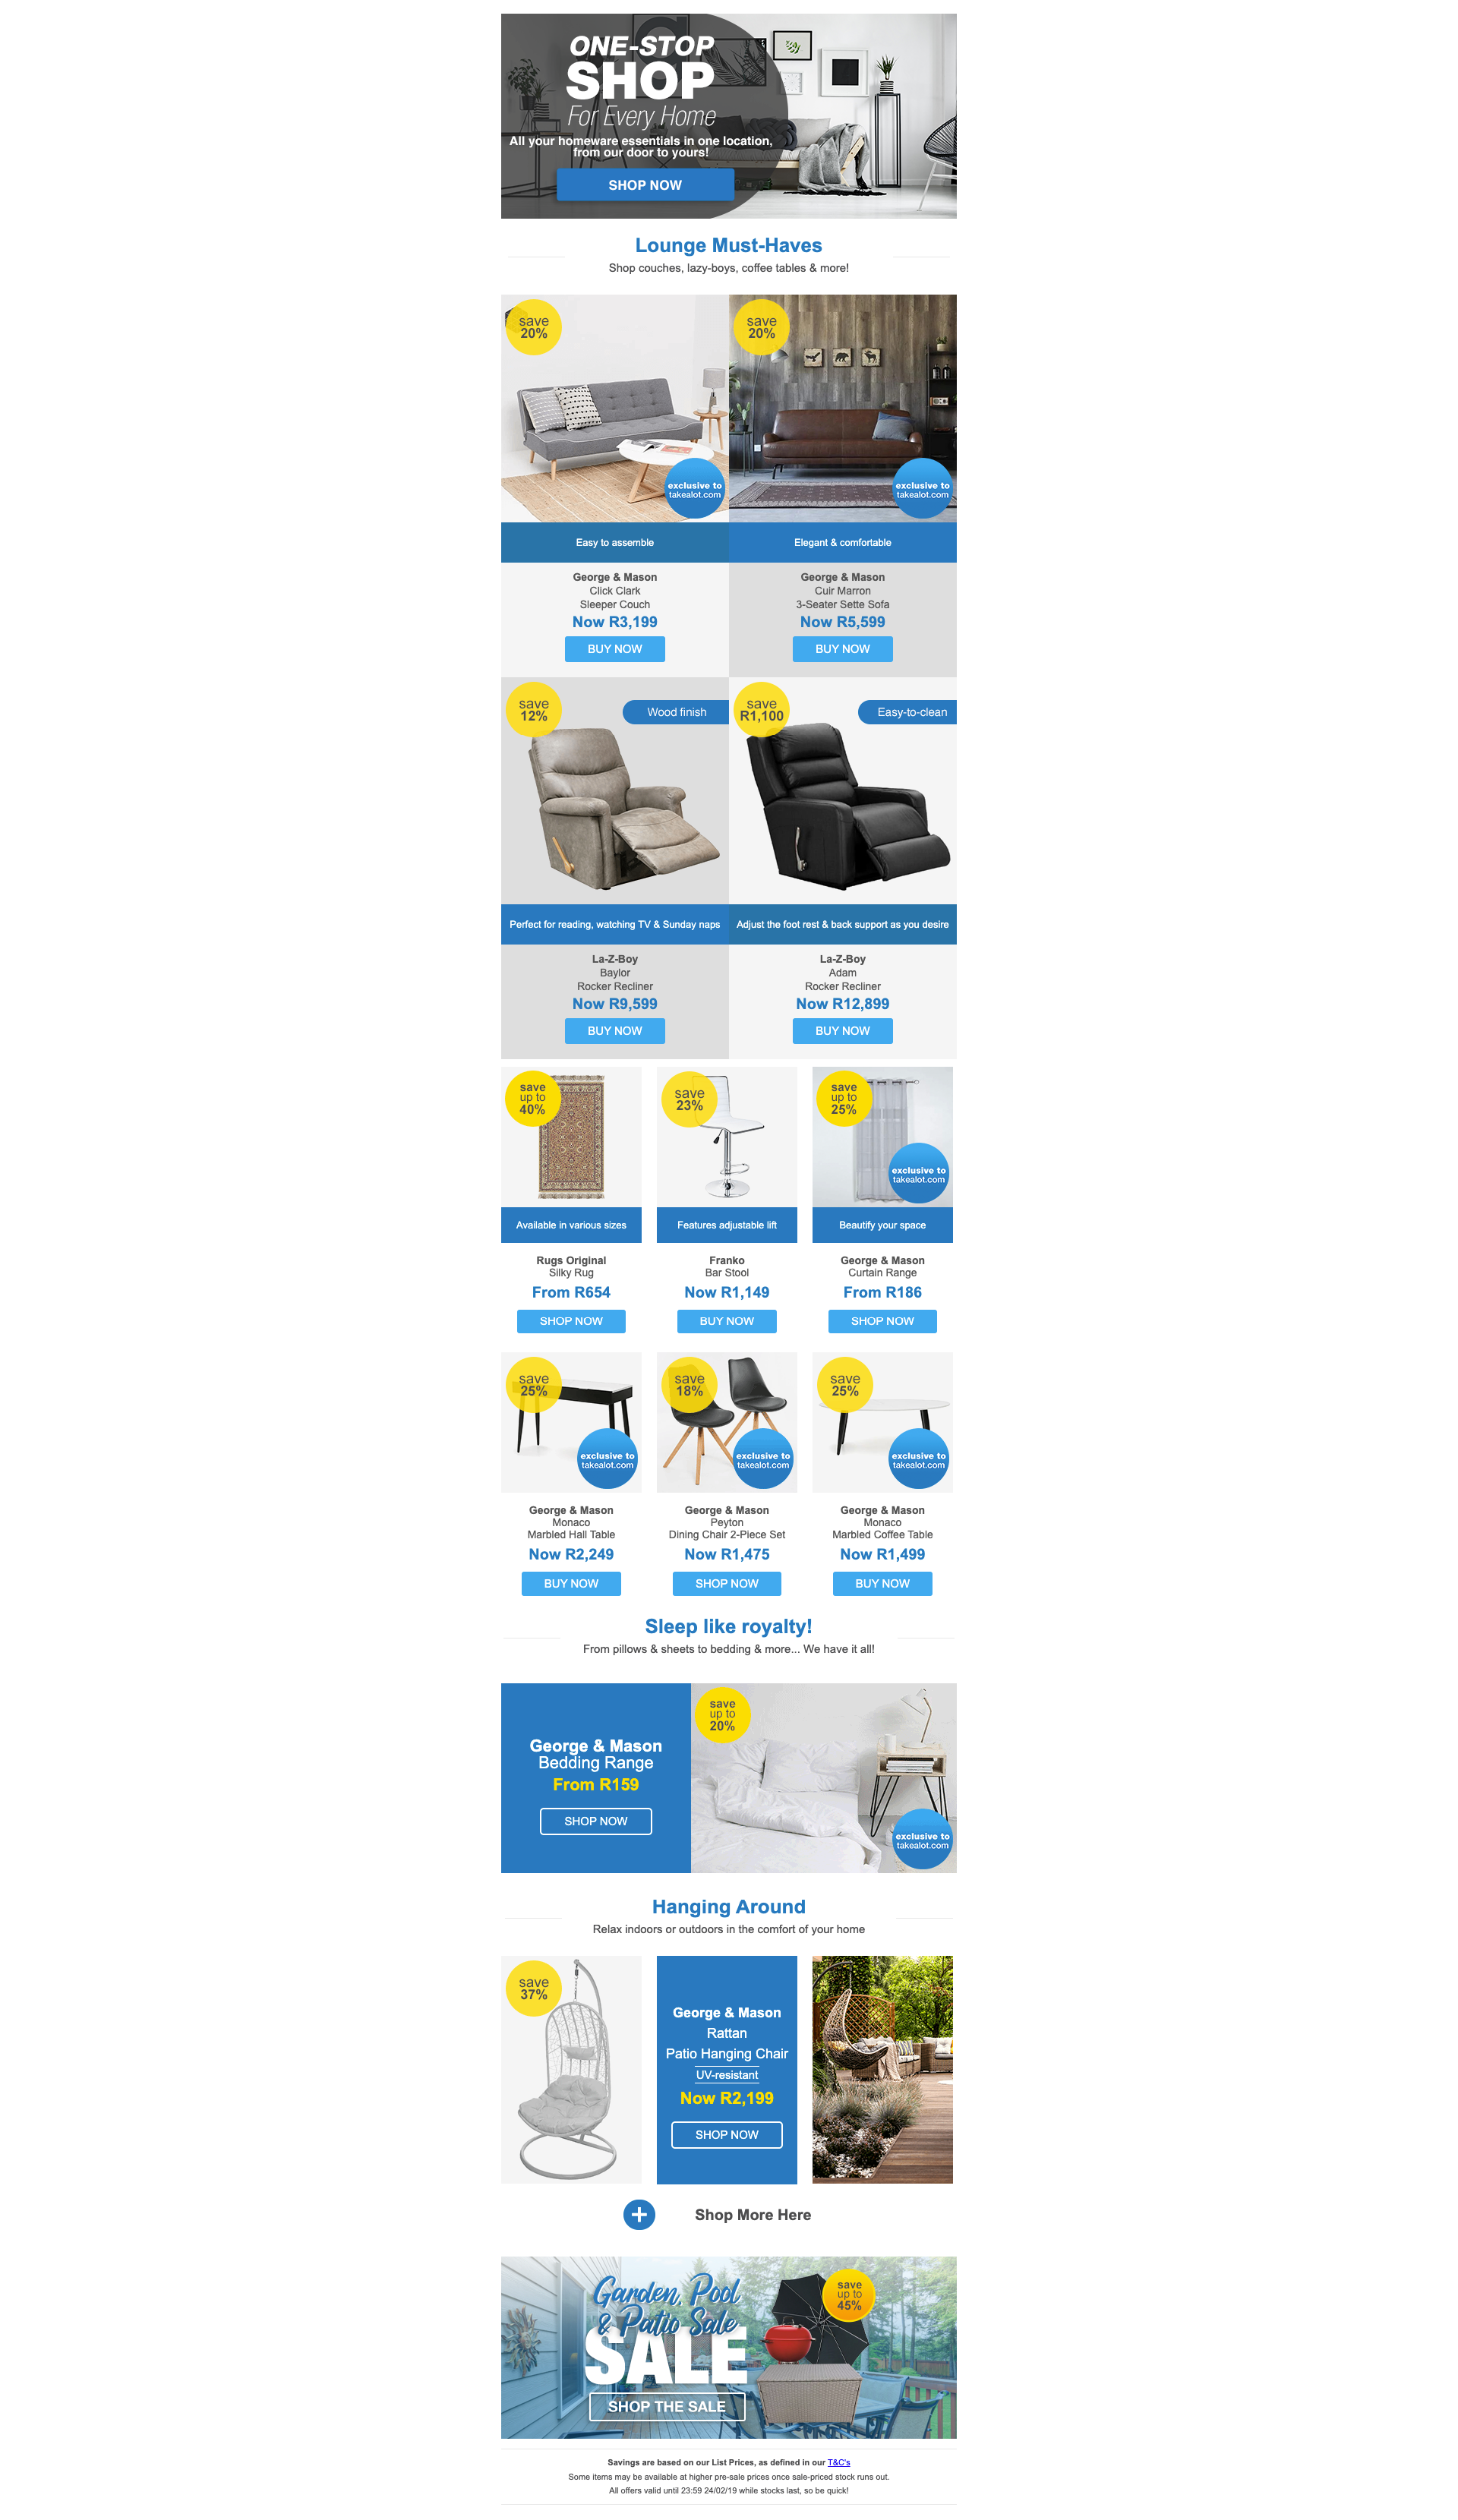 ONE-STOP
SHOP
For Every Home
All your homeware essentials in one location,
from our door to yours!
SHOP NOW
Lounge Must-Haves
Shop couches, lazy-boys, coffee tables & more!
save
20%
exclusive to
takealot.com
save
20%
exclusive to
takealot.com
Easy to assemble
Elegant & comfortable
George & Mason
Click Clark
Sleeper Couch
Now R3,199
BUY NOW
George & Mason
Cuir Marron
3-Seater Sette Sofa
Now R5,599
BUY NOW
save
12%
Wood finish
save
R1,100
Easy-to-clean
Perfect for reading, watching TV & Sunday naps
Adjust the foot rest & back support as you desire
La-Z-Boy
Baylor
Rocker Recliner
Now R9,599
BUY NOW
La-Z-Boy
Adam
Rocker Recliner
Now R12,899
BUY NOW
save
up to
40%
Available in various sizes
Rugs Original
Silky Rug
From R654
SHOP NOW
save
23%
Features adjustable lift
Franko
Bar Stool
Now R1,149
BUY NOW
save
up to
25%
exclusive to
takealot.com
Beautify your space
George & Mason
Curtain Range
From R186
SHOP NOW
save
25%
exclusive to
takealot.com
George & Mason
Monaco
Marbled Hall Table
Now R2,249
BUY NOW
save
18%
exclusive to
takealot.com
George & Mason
Peyton
Dining Chair 2-Piece Set
Now R1,475
SHOP NOW
save
25%
exclusive to
takealot.com
George & Mason
Monaco
Marbled Coffee Table
Now R1,499
BUY NOW
Sleep like royalty!
From pillows & sheets to bedding & more... We have it all!
George & Mason
Bedding Range
From R159
SHOP NOW
save
up to
20%
exclusive to
takealot.com
Hanging Around
Relax indoors or outdoors in the comfort of your home
save
37%
George & Mason
Rattan
Patio Hanging Chair
UV-resistant
Now R2,199
SHOP NOW
+
Shop More Here
Garden, Pool
& Patio Sale
SALE
SHOP THE SALE
save
up to
45%
Savings are based on our List Prices, as defined in our T&C's
Some items may be available at higher pre-sale prices once sale-priced stock runs out.
All offers valid until 23:59 24/02/19 while stocks last, so be quick!